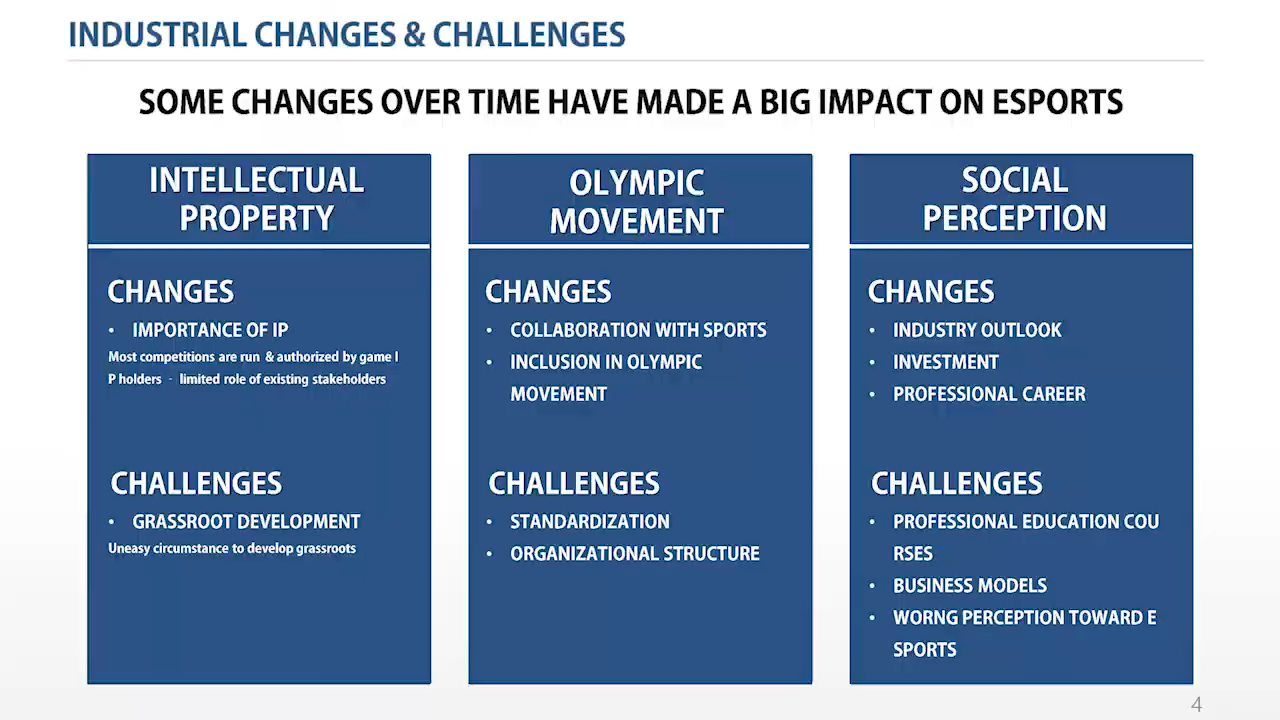 INDUSTRIAL CHANGES & CHALLENGES
SOME CHANGES OVER TIME HAVE MADE A BIG IMPACT ON ESPORTS
INTELLECTUAL
PROPERTY
CHANGES
• IMPORTANCE OF IP
Most competitions are run & authorized by game I
P holders - limited role of existing stakeholders
CHALLENGES
• GRASSROOT DEVELOPMENT
Uneasy circumstance to develop grassroots
OLYMPIC
MOVEMENT
CHANGES
• COLLABORATION WITH SPORTS
• INCLUSION IN OLYMPIC
MOVEMENT
CHALLENGES
• STANDARDIZATION
• ORGANIZATIONAL STRUCTURE
SOCIAL
PERCEPTION
CHANGES
• INDUSTRY OUTLOOK
• INVESTMENT
• PROFESSIONAL CAREER
CHALLENGES
• PROFESSIONAL EDUCATION COU
RSES
• BUSINESS MODELS
• WORNG PERCEPTION TOWARD E
SPORTS
4